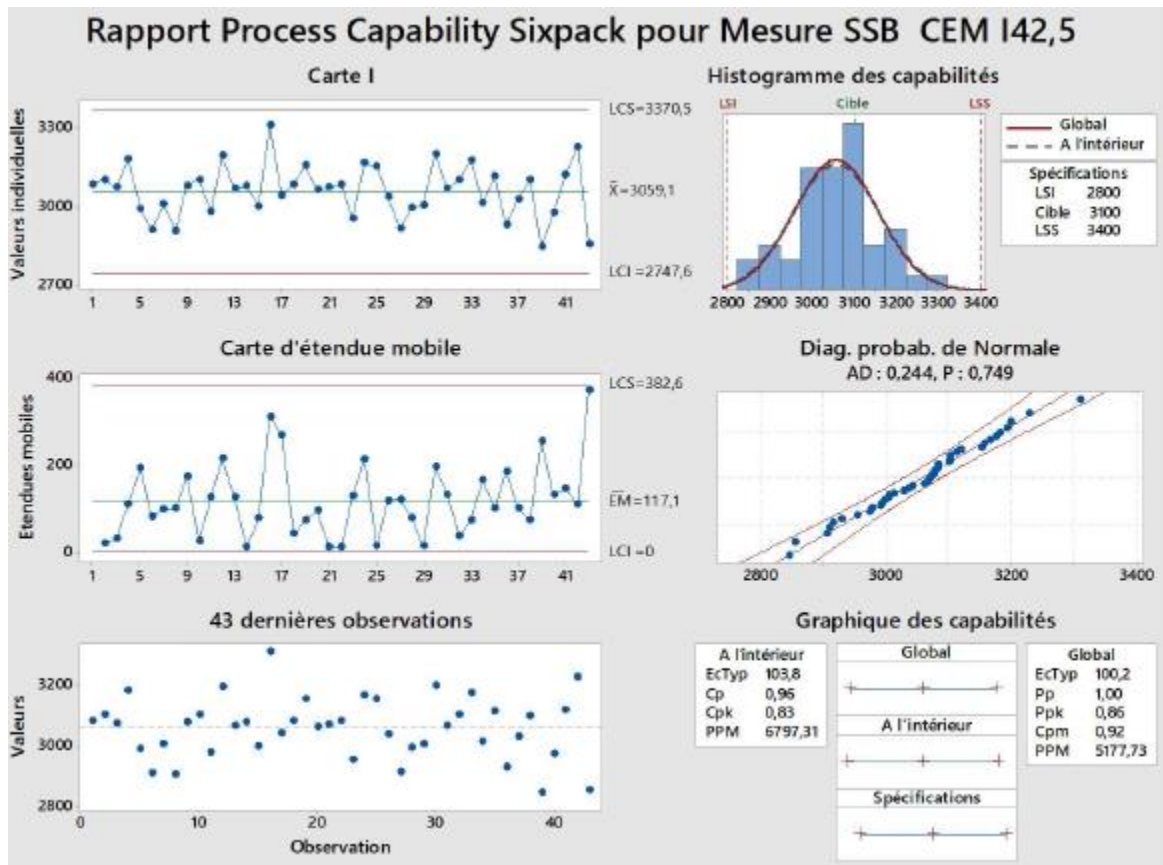 Rapport Process Capability Sixpack pour Mesure SSB CEM I42,5
Carte I
Valeurs individuelles
3300
3000
2700
LCS=3370,5
X̄=3059,1
LCI =2747,6
1 5 9 13 17 21 25 29 33 37 41
Histogramme des capabilités
LSI Cible LSS
2800 2900 3000 3100 3200 3300 3400
Global
A l'intérieur
Spécifications
LSI 2800
Cible 3100
LSS 3400
Carte d'étendue mobile
Etendues mobiles
400
200
0
LCS=382,6
E̅M̅=117,1
LCI =0
1 5 9 13 17 21 25 29 33 37 41
Diag. probab. de Normale
AD : 0,244, P : 0,749
2800 3000 3200 3400
43 dernières observations
Valeurs
3200
3000
2800
0 10 20 30 40
Observation
Graphique des capabilités
A l'intérieur
EcTyp 103,8
Cp 0,96
Cpk 0,83
PPM 6797,31
Global
A l'intérieur
Spécifications
Global
EcTyp 100,2
Pp 1,00
Ppk 0,86
Cpm 0,92
PPM 5177,73